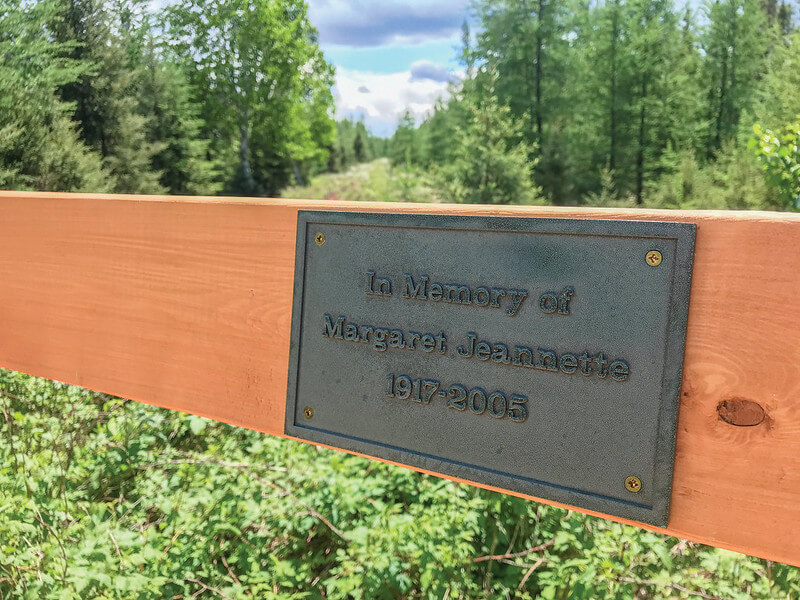 In Memory of
Margaret Jeannette
1917-2005